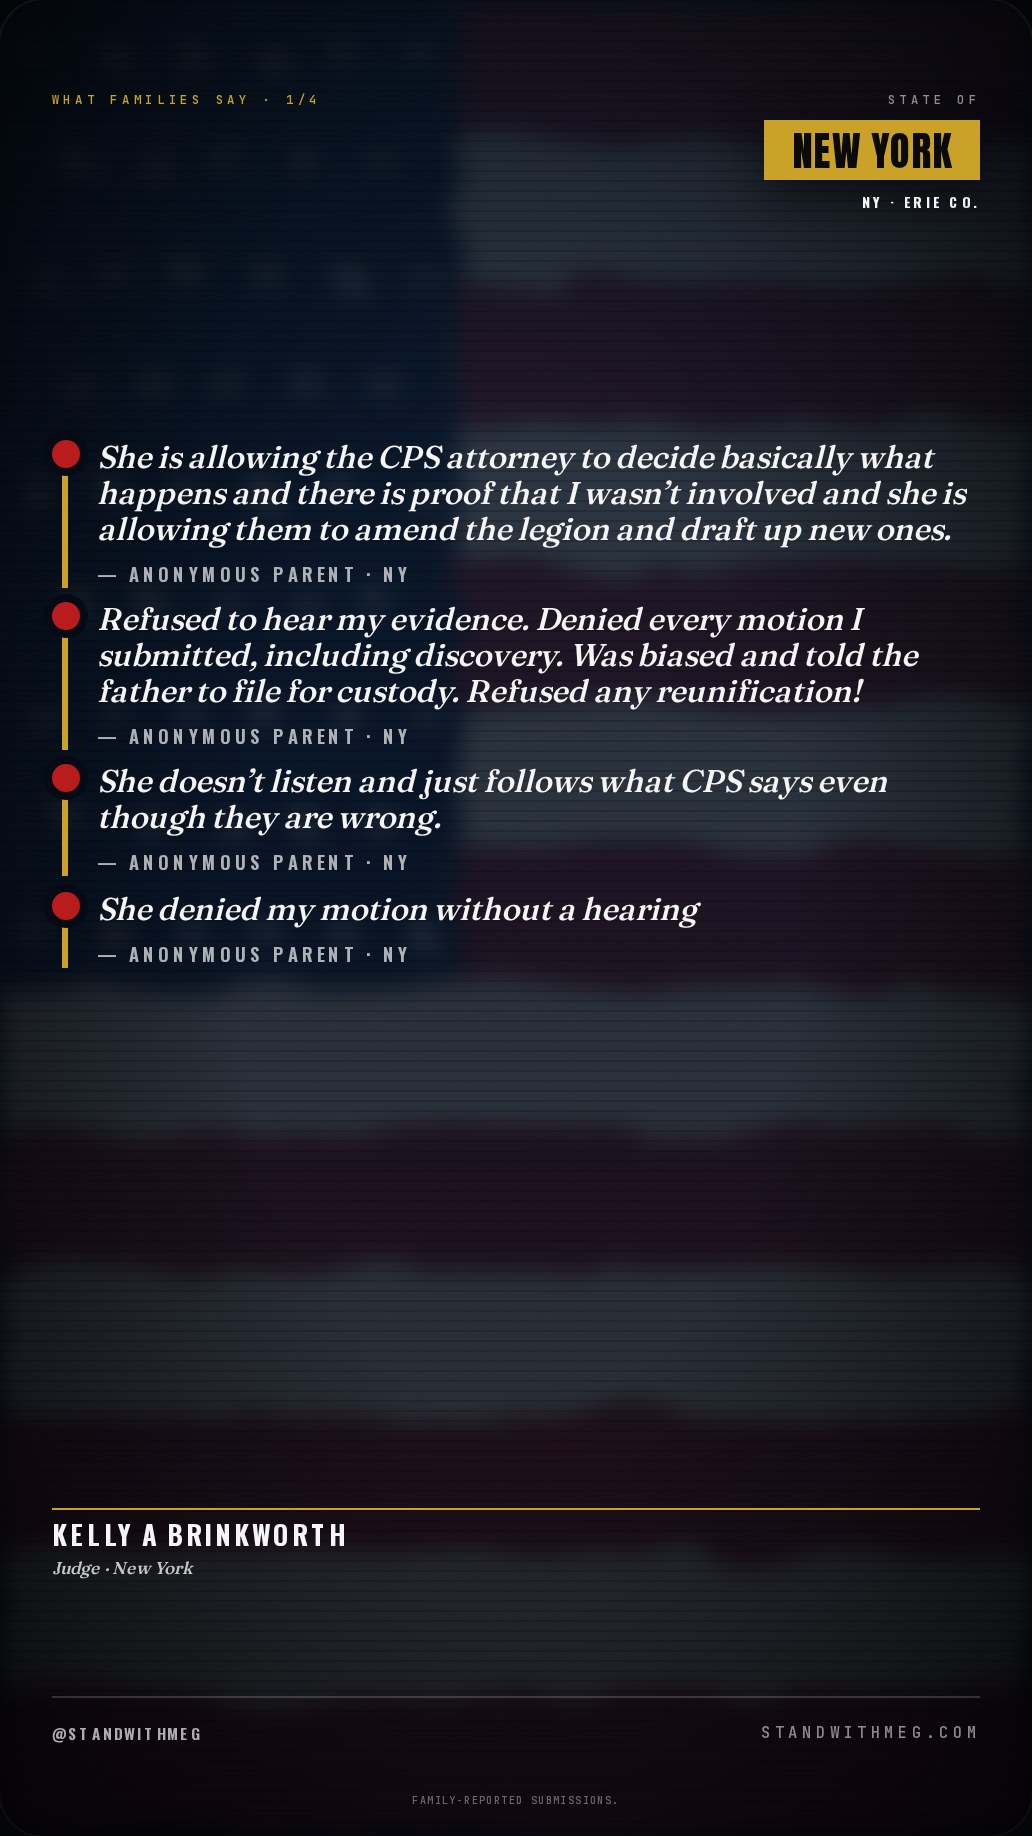 WHAT FAMILIES SAY · 1/4
STATE OF
NEW YORK
NY · ERIE CO.
She is allowing the CPS attorney to decide basically what
happens and there is proof that I wasn’t involved and she is
allowing them to amend the legion and draft up new ones.
— ANONYMOUS PARENT · NY
Refused to hear my evidence. Denied every motion I
submitted, including discovery. Was biased and told the
father to file for custody. Refused any reunification!
— ANONYMOUS PARENT · NY
She doesn’t listen and just follows what CPS says even
though they are wrong.
— ANONYMOUS PARENT · NY
She denied my motion without a hearing
— ANONYMOUS PARENT · NY
KELLY A BRINKWORTH
Judge · New York
@STANDWITHMEG
STANDWITHMEG.COM
FAMILY-REPORTED SUBMISSIONS.